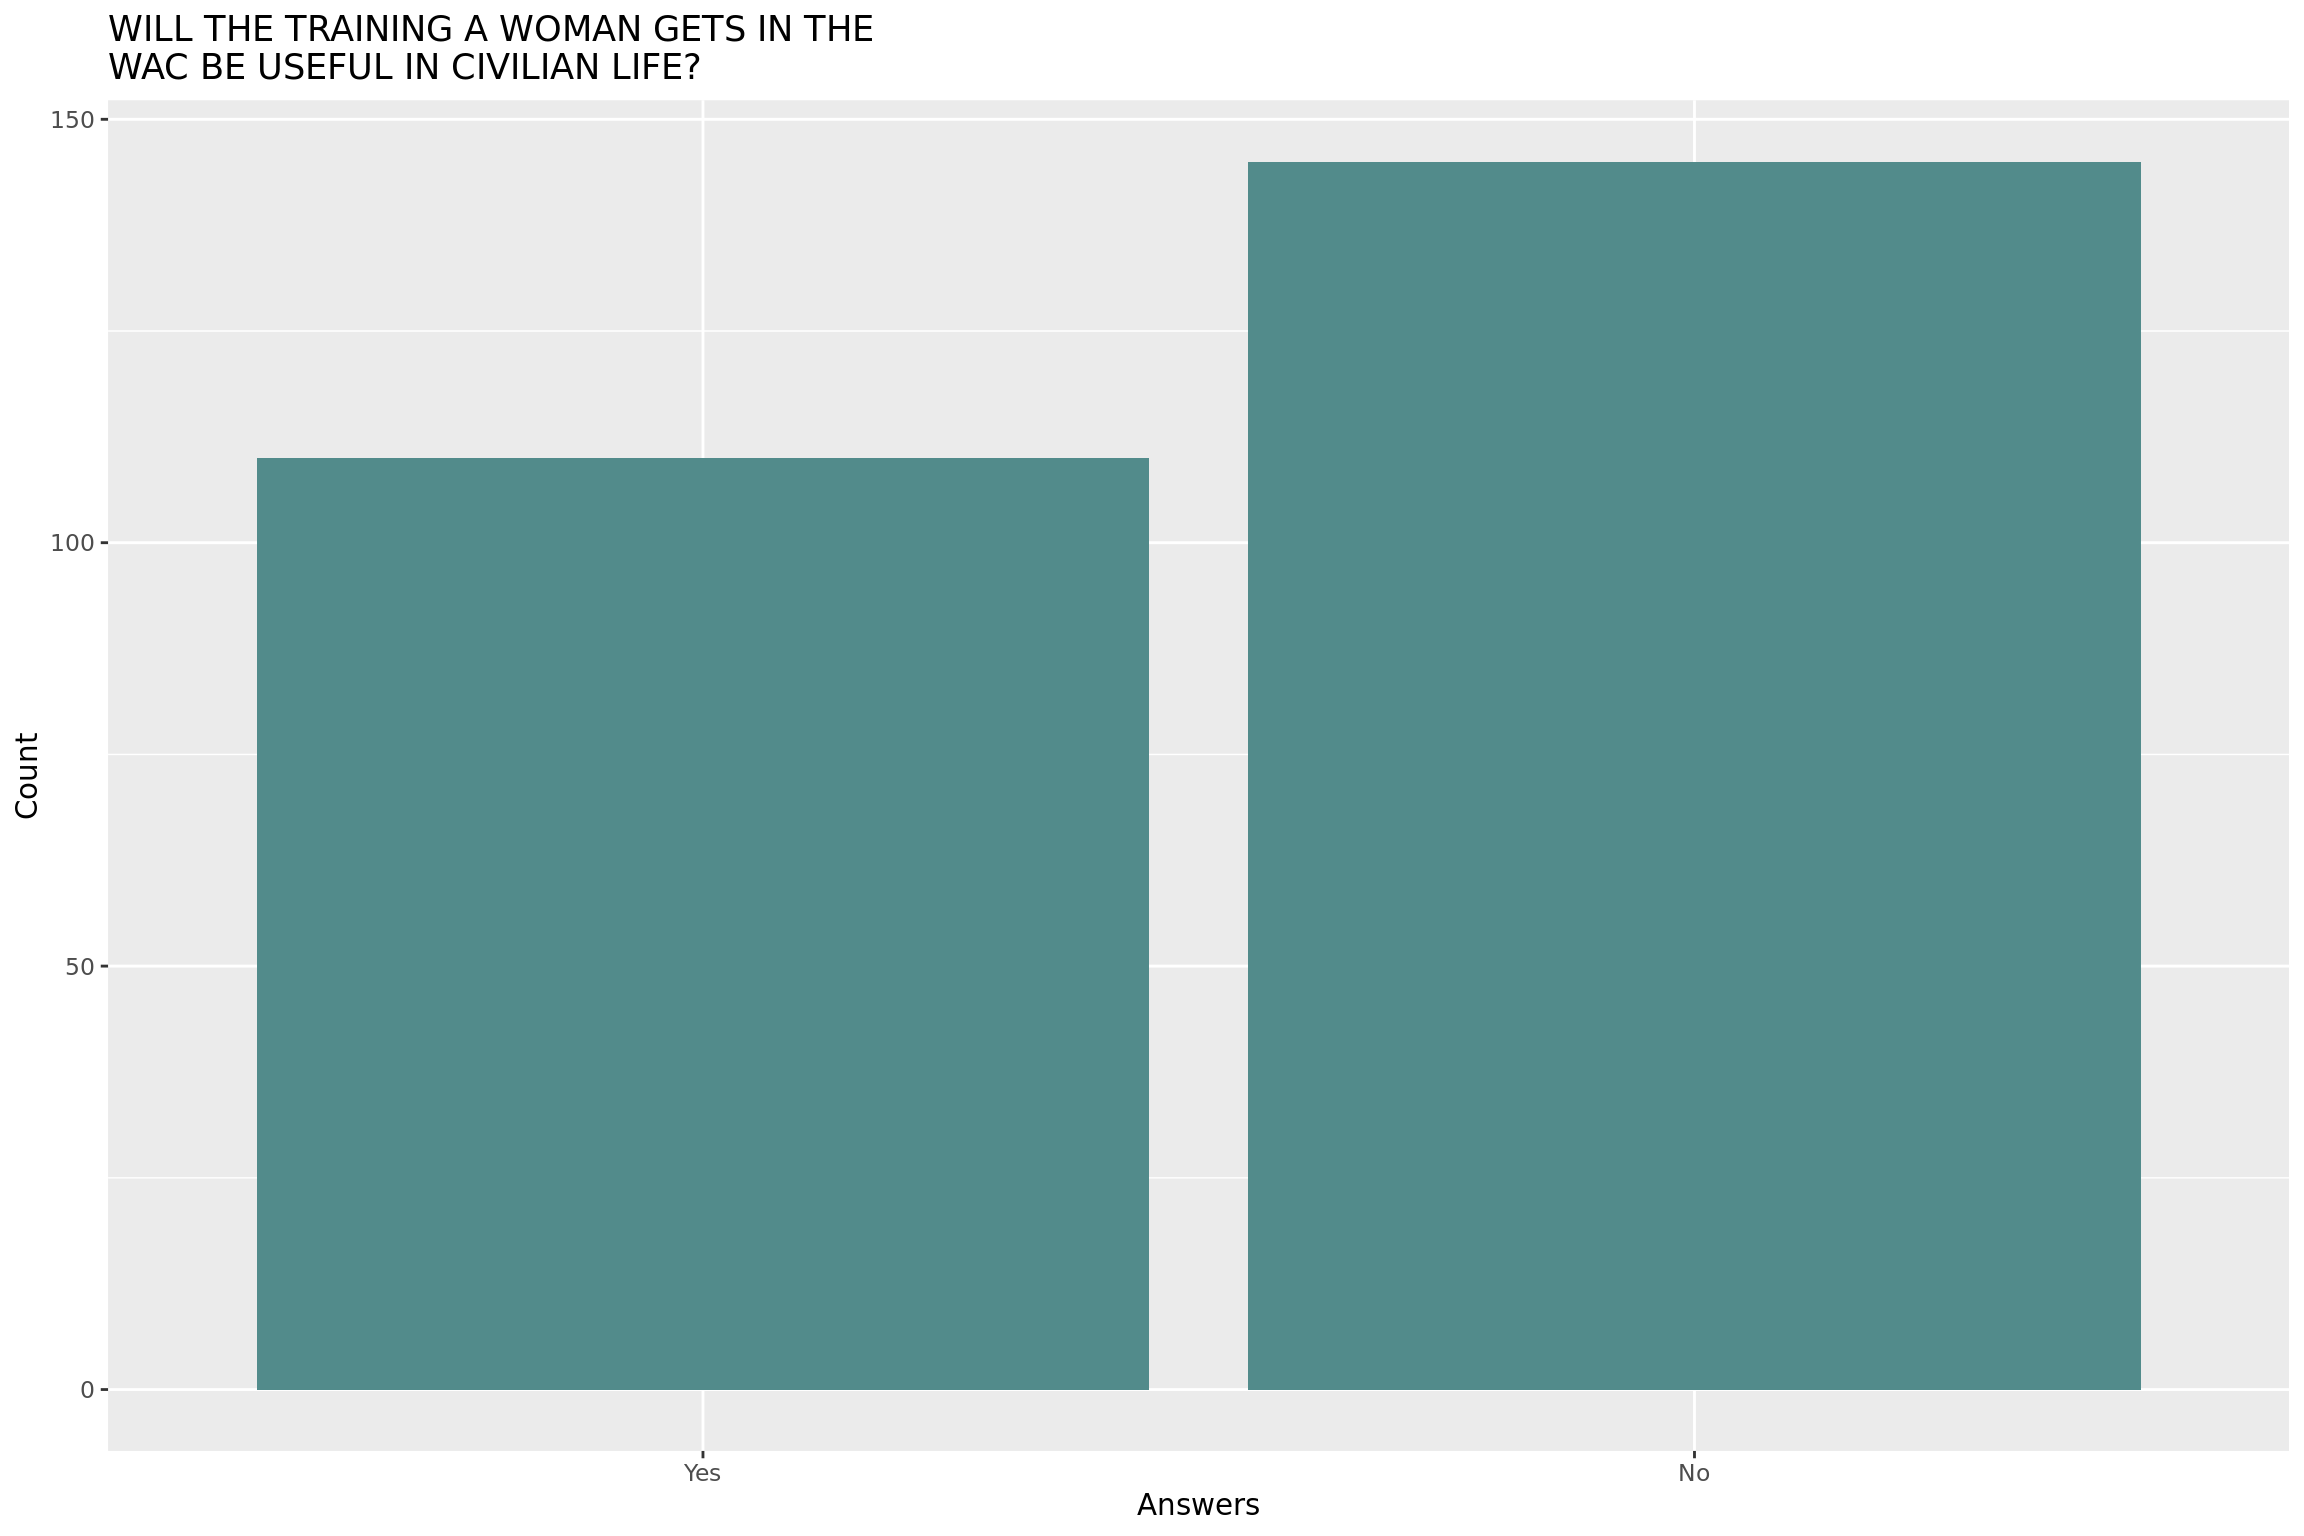 WILL THE TRAINING A WOMAN GETS IN THE
WAC BE USEFUL IN CIVILIAN LIFE?
150
100
50
0
Count
Yes
No
Answers